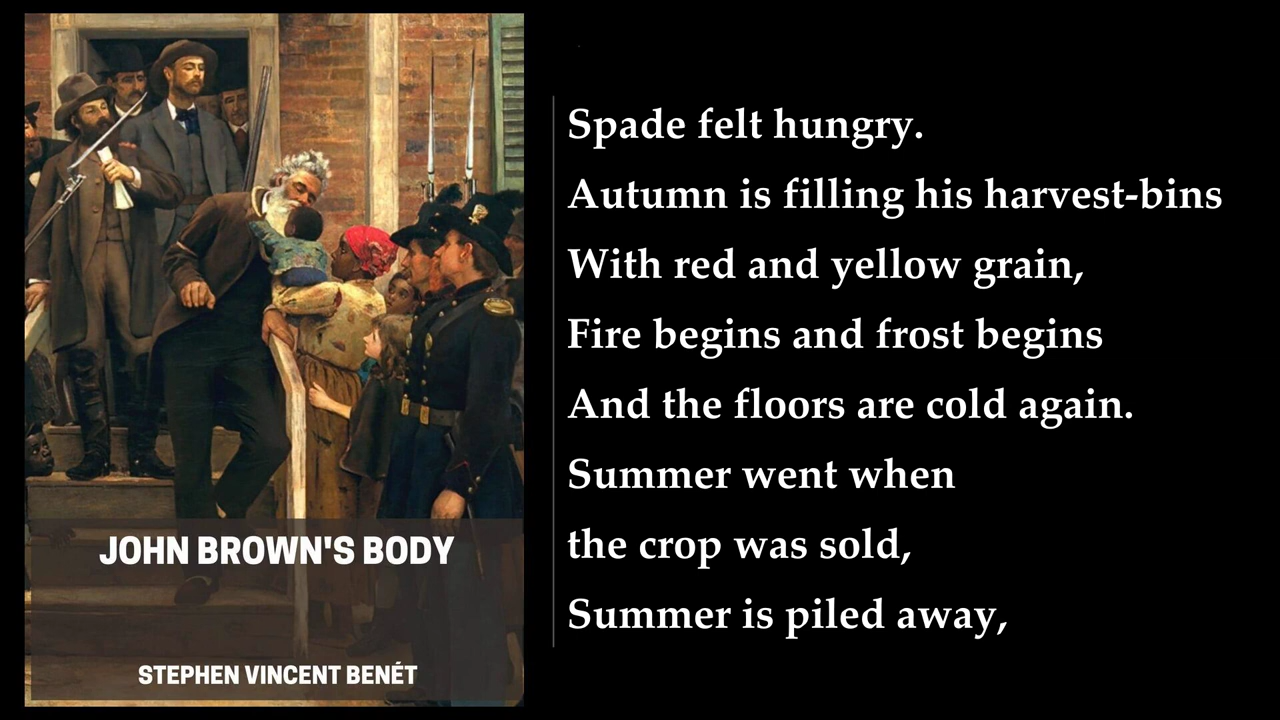 JOHN BROWN'S BODY
STEPHEN VINCENT BENÉT
Spade felt hungry.
Autumn is filling his harvest-bins
With red and yellow grain,
Fire begins and frost begins
And the floors are cold again.
Summer went when
the crop was sold,
Summer is piled away,